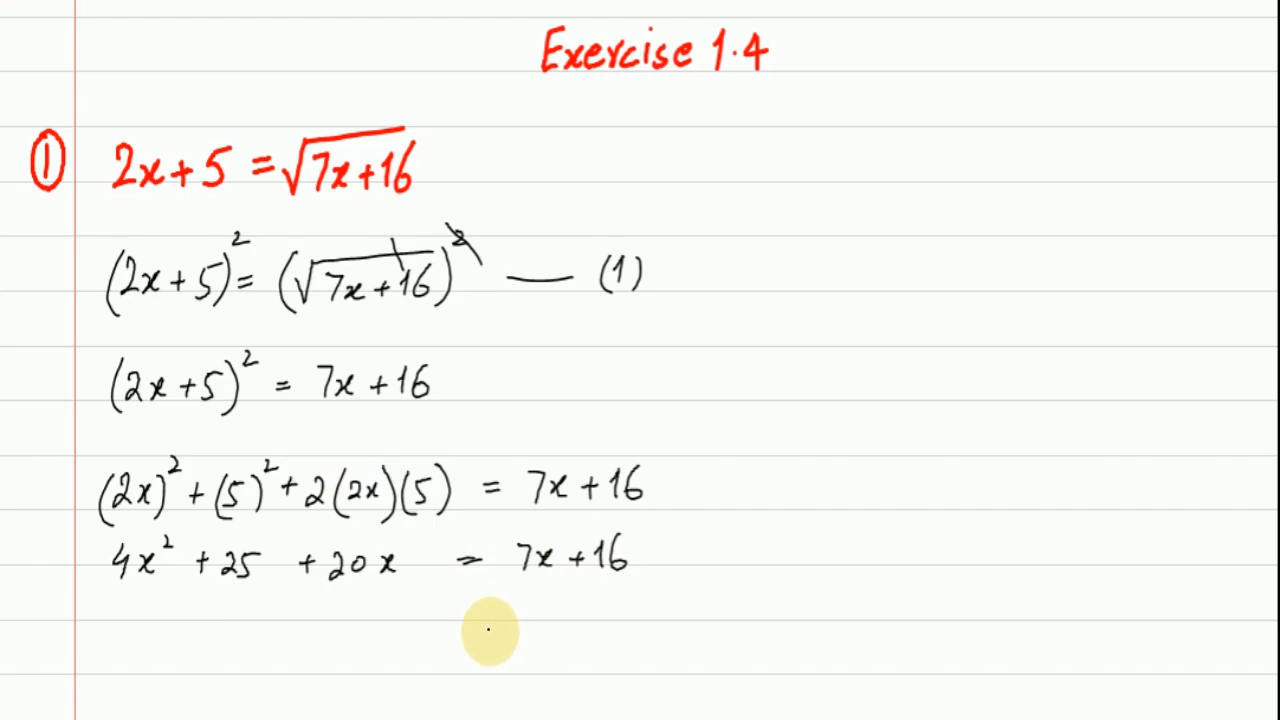 Exercise 1.4
① 2x+5 = √7x+16
(2x+5)² = (√7x+16)² — (1)
(2x+5)² = 7x+16
(2x)² + (5)² + 2(2x)(5) = 7x+16
4x² + 25 + 20x = 7x+16